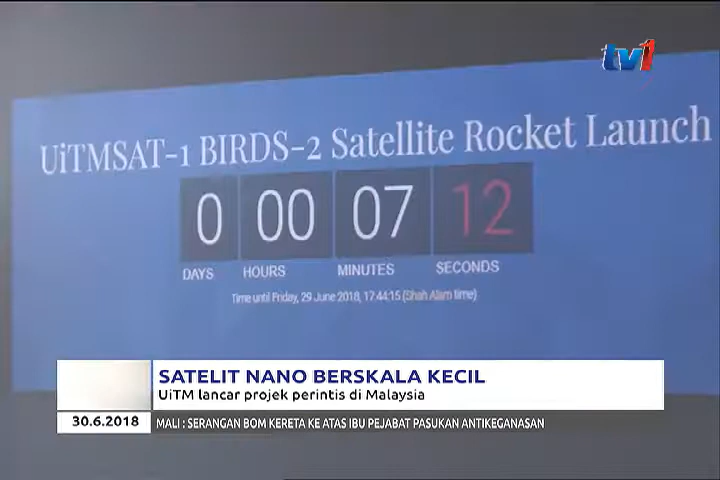 tv1
UiTMSAT-1 BIRDS-2 Satellite Rocket Launch
0 00 07 12
DAYS HOURS MINUTES SECONDS
Time until Friday, 29 June 2018, 17:44:15 (Shah Alam time)
SATELIT NANO BERSKALA KECIL
UiTM lancar projek perintis di Malaysia
30.6.2018 MALI : SERANGAN BOM KERETA KE ATAS IBU PEJABAT PASUKAN ANTIKEGANASAN